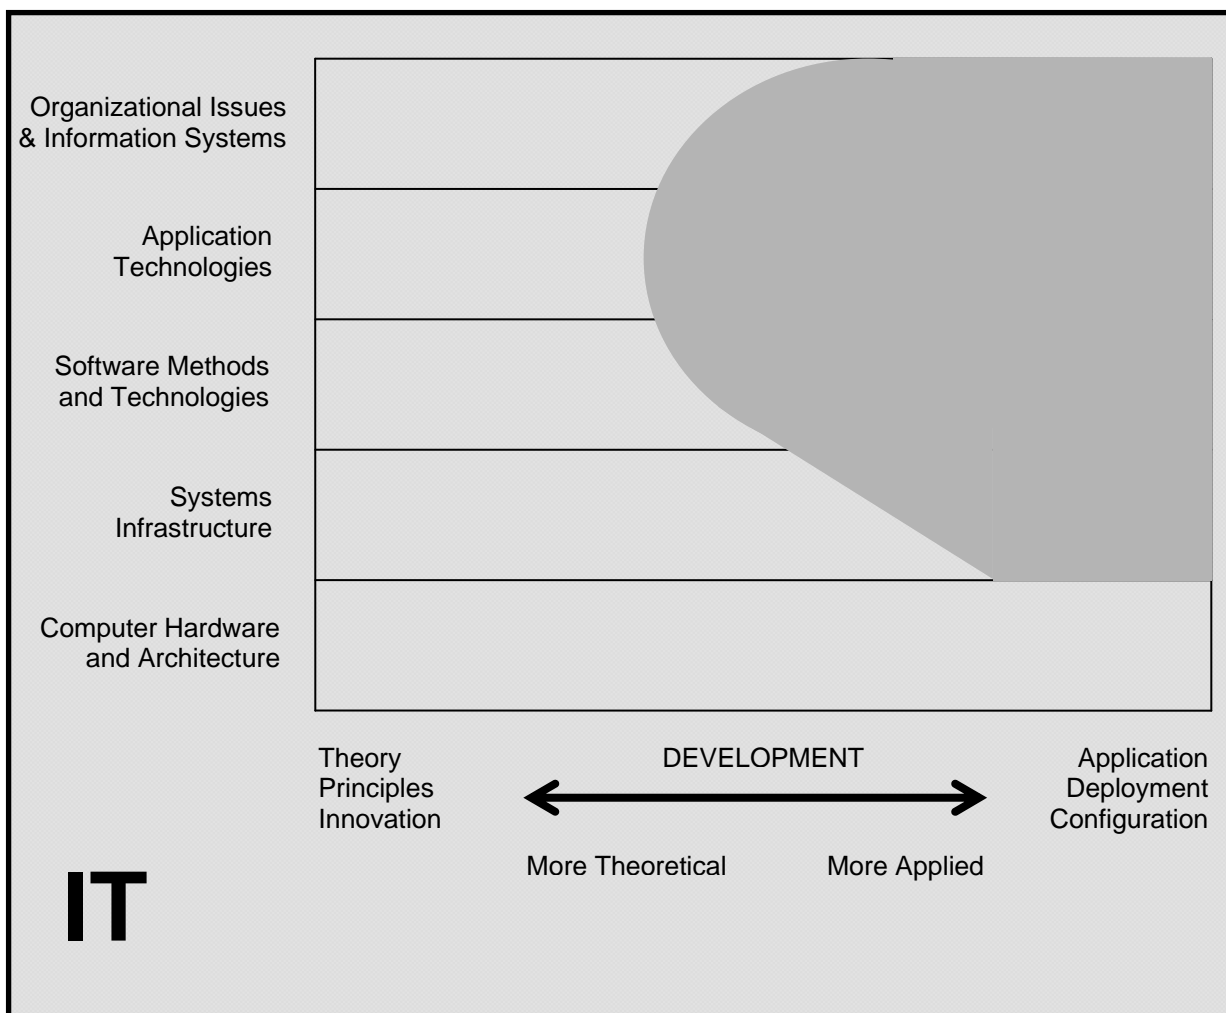 Organizational Issues
& Information Systems
Application
Technologies
Software Methods
and Technologies
Systems
Infrastructure
Computer Hardware
and Architecture
Theory
Principles
Innovation
DEVELOPMENT
Application
Deployment
Configuration
More Theoretical
More Applied
IT